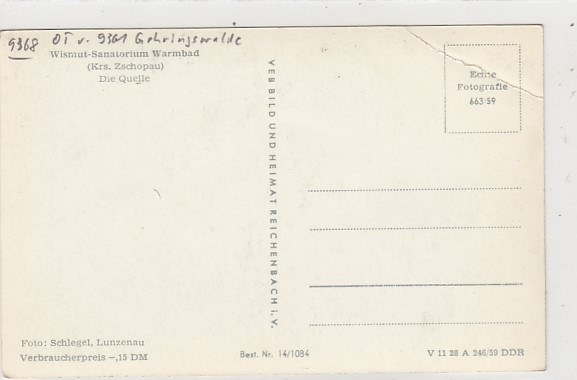 9368 OT v. 9361 Gehringswalde
Wismut-Sanatorium Warmbad
(Krs. Zschopau)
Die Quelle
VEB BILD UND HEIMAT REICHENBACH i. V.
Echte
Fotografie
663/59
Foto: Schlegel, Lunzenau
Verbraucherpreis –,15 DM
Best. Nr. 14/1084
V 11 28 A 246/59 DDR